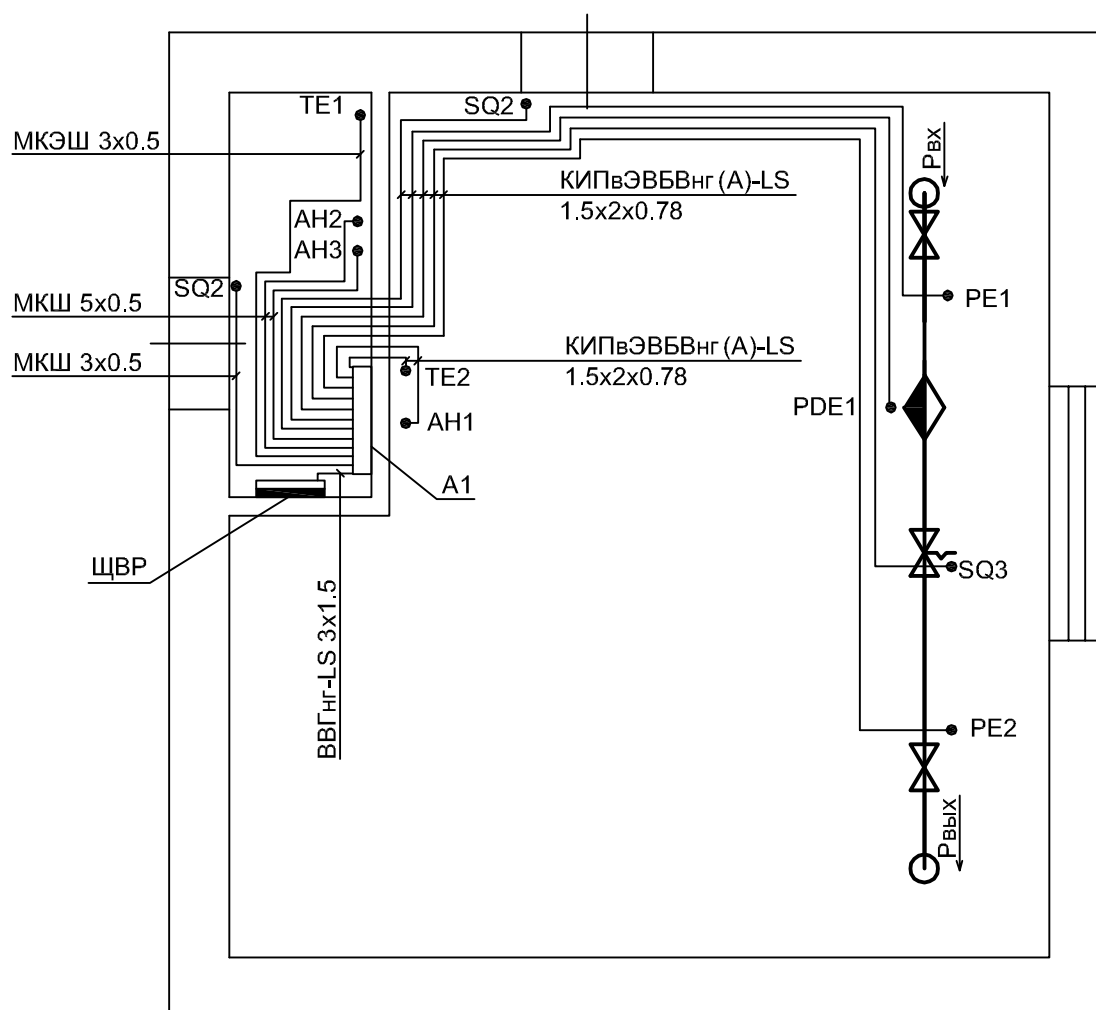 TE1
SQ2
МКЭШ 3х0.5
Рвх
КИПвЭВБВнг (А)-LS
1.5х2х0.78
АН2
АН3
SQ2
PE1
МКШ 5х0.5
КИПвЭВБВнг (А)-LS
1.5х2х0.78
МКШ 3х0.5
TE2
PDE1
АН1
А1
ЩВР
SQ3
ВВГнг-LS 3х1.5
PE2
Рвых